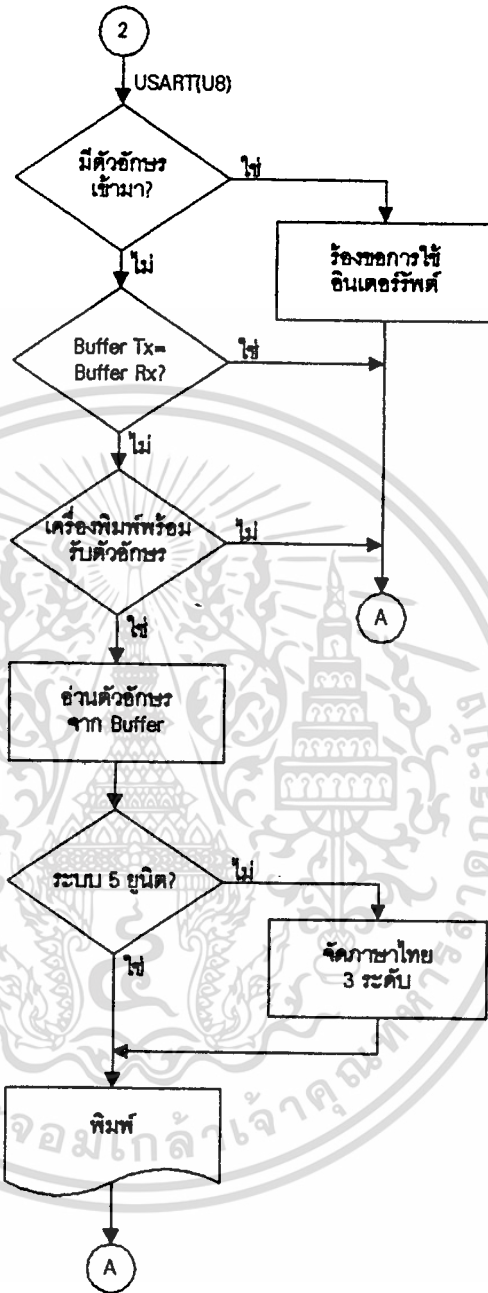 2
USART(U8)
มีตัวอักษร
เข้ามา?
ใช่
ร้องขอการใช้
อินเตอร์รัพต์
ไม่
Buffer Tx=
Buffer Rx?
ใช่
ไม่
เครื่องพิมพ์พร้อม
รับตัวอักษร
ไม่
A
ใช่
อ่านตัวอักษร
จาก Buffer
ระบบ 5 ยูนิต?
ไม่
จัดภาษาไทย
3 ระดับ
ใช่
พิมพ์
A